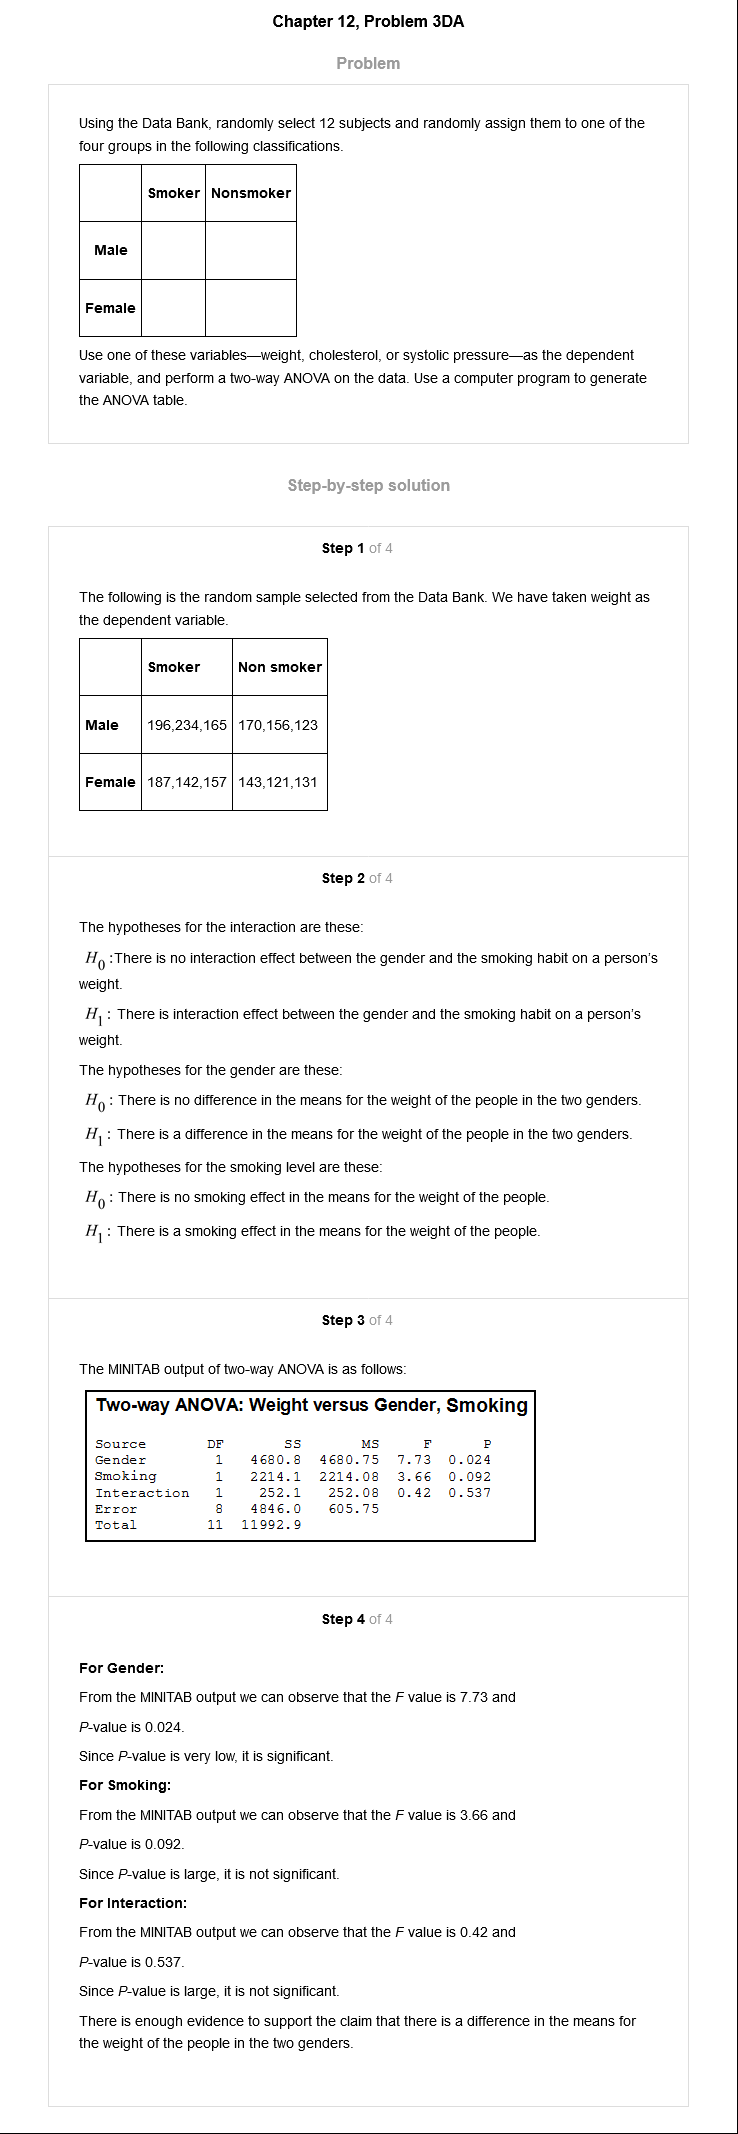 Chapter 12, Problem 3DA
Problem
Using the Data Bank, randomly select 12 subjects and randomly assign them to one of the
four groups in the following classifications.
Smoker Nonsmoker
Male
Female
Use one of these variables—weight, cholesterol, or systolic pressure—as the dependent
variable, and perform a two-way ANOVA on the data. Use a computer program to generate
the ANOVA table.
Step-by-step solution
Step 1 of 4
The following is the random sample selected from the Data Bank. We have taken weight as
the dependent variable.
Smoker Non smoker
Male 196,234,165 170,156,123
Female 187,142,157 143,121,131
Step 2 of 4
The hypotheses for the interaction are these:
H0 :There is no interaction effect between the gender and the smoking habit on a person's
weight.
H1 : There is interaction effect between the gender and the smoking habit on a person's
weight.
The hypotheses for the gender are these:
H0 : There is no difference in the means for the weight of the people in the two genders.
H1 : There is a difference in the means for the weight of the people in the two genders.
The hypotheses for the smoking level are these:
H0 : There is no smoking effect in the means for the weight of the people.
H1 : There is a smoking effect in the means for the weight of the people.
Step 3 of 4
The MINITAB output of two-way ANOVA is as follows:
Two-way ANOVA: Weight versus Gender, Smoking
Source DF SS MS F P
Gender 1 4680.8 4680.75 7.73 0.024
Smoking 1 2214.1 2214.08 3.66 0.092
Interaction 1 252.1 252.08 0.42 0.537
Error 8 4846.0 605.75
Total 11 11992.9
Step 4 of 4
For Gender:
From the MINITAB output we can observe that the F value is 7.73 and
P-value is 0.024.
Since P-value is very low, it is significant.
For Smoking:
From the MINITAB output we can observe that the F value is 3.66 and
P-value is 0.092.
Since P-value is large, it is not significant.
For Interaction:
From the MINITAB output we can observe that the F value is 0.42 and
P-value is 0.537.
Since P-value is large, it is not significant.
There is enough evidence to support the claim that there is a difference in the means for
the weight of the people in the two genders.